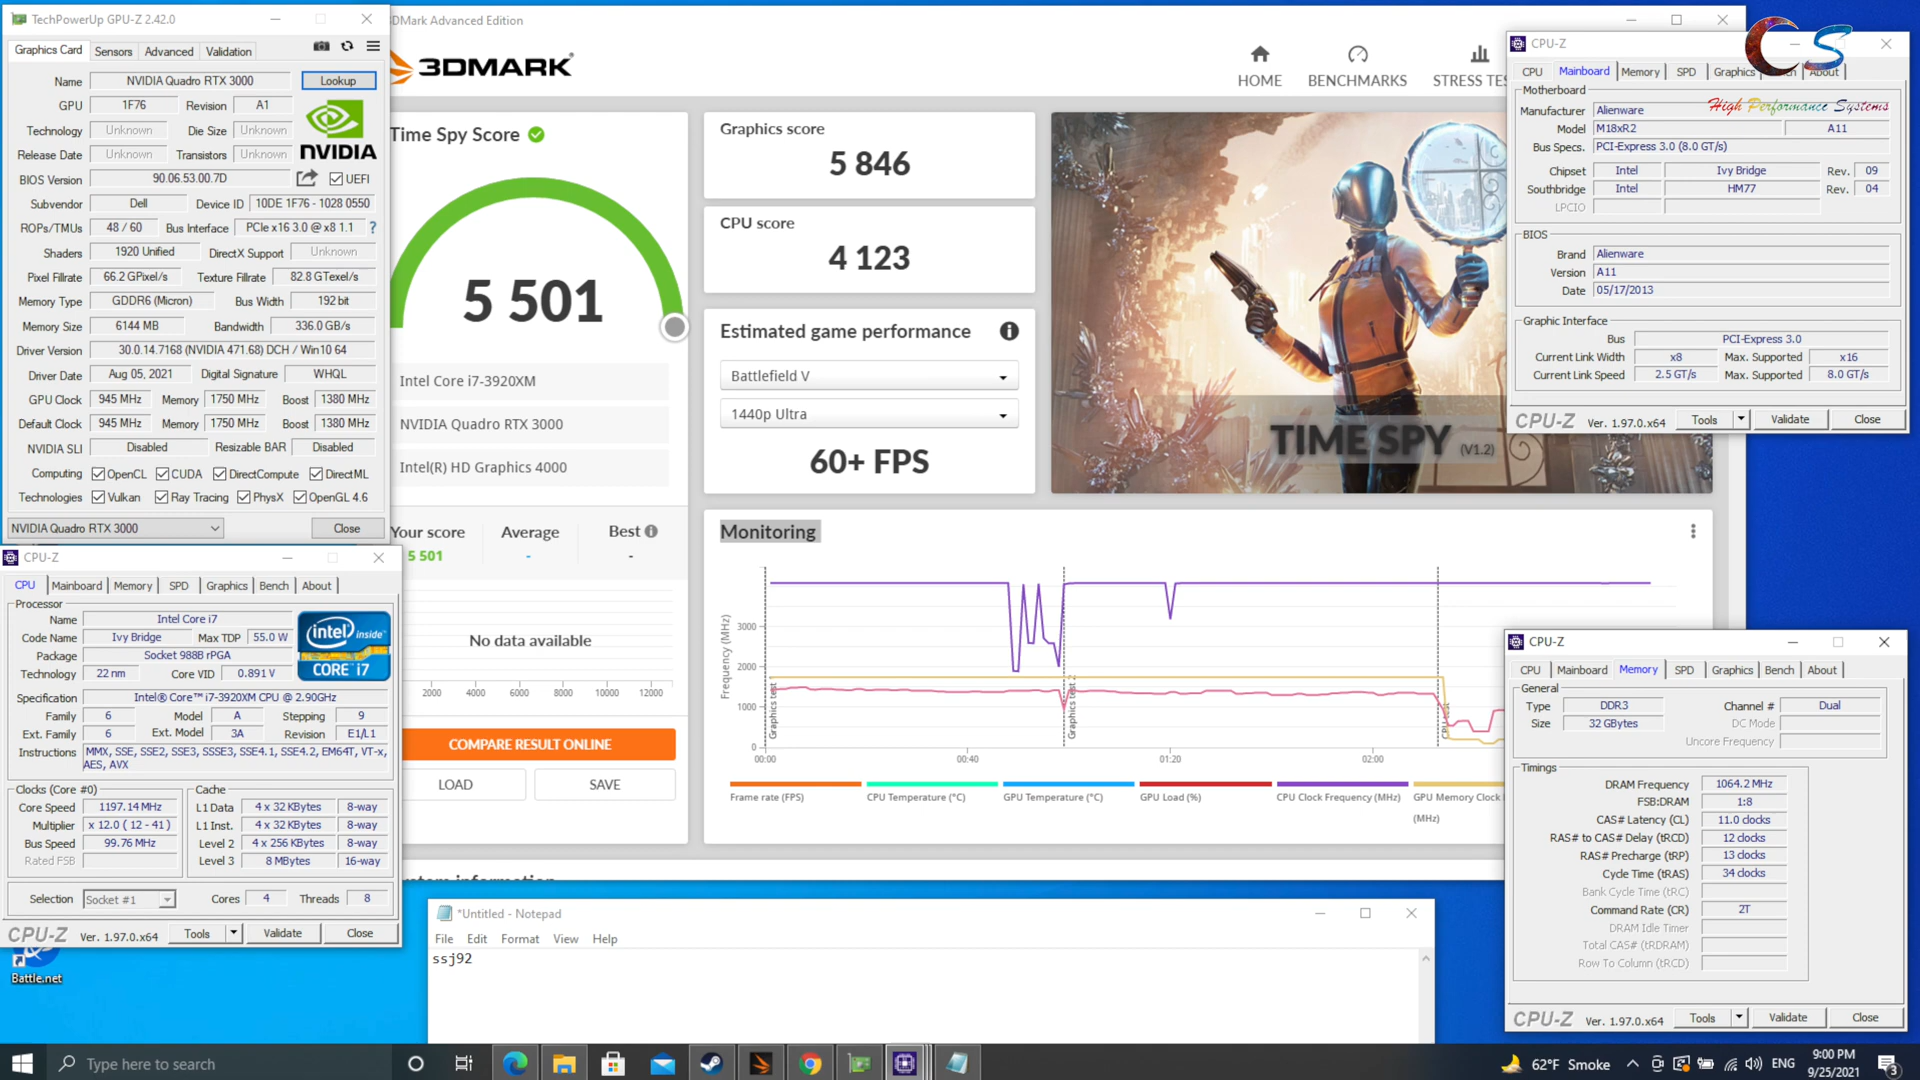 TechPowerUp GPU-Z 2.42.0
Graphics Card Sensors Advanced Validation
Name NVIDIA Quadro RTX 3000 Lookup
GPU 1F76 Revision A1
Technology Unknown Die Size Unknown
Release Date Unknown Transistors Unknown
NVIDIA
BIOS Version 90.06.53.00.7D UEFI
Subvendor Dell Device ID 10DE 1F76 - 1028 0550
ROPs/TMUs 48 / 60 Bus Interface PCIe x16 3.0 @ x8 1.1 ?
Shaders 1920 Unified DirectX Support Unknown
Pixel Fillrate 66.2 GPixel/s Texture Fillrate 82.8 GTexel/s
Memory Type GDDR6 (Micron) Bus Width 192 bit
Memory Size 6144 MB Bandwidth 336.0 GB/s
Driver Version 30.0.14.7168 (NVIDIA 471.68) DCH / Win10 64
Driver Date Aug 05, 2021 Digital Signature WHQL
GPU Clock 945 MHz Memory 1750 MHz Boost 1380 MHz
Default Clock 945 MHz Memory 1750 MHz Boost 1380 MHz
NVIDIA SLI Disabled Resizable BAR Disabled
Computing OpenCL CUDA DirectCompute DirectML
Technologies Vulkan Ray Tracing PhysX OpenGL 4.6
NVIDIA Quadro RTX 3000 Close
3DMark Advanced Edition
3DMARK
HOME BENCHMARKS STRESS TES
Time Spy Score
5 501
Intel Core i7-3920XM
NVIDIA Quadro RTX 3000
Intel(R) HD Graphics 4000
Your score Average Best
5 501 - -
No data available
2000 4000 6000 8000 10000 12000
COMPARE RESULT ONLINE
LOAD SAVE
Graphics score
5 846
CPU score
4 123
Estimated game performance
Battlefield V
1440p Ultra
60+ FPS
TIME SPY (V1.2)
Monitoring
Frequency (MHz)
3000
2000
1000
0
Graphics test
Graphics test 2
00:00 00:40 01:20 02:00
Frame rate (FPS) CPU Temperature (°C) GPU Temperature (°C) GPU Load (%) CPU Clock Frequency (MHz) GPU Memory Clock
(MHz)
CPU-Z
CPU Mainboard Memory SPD Graphics Bench About
Processor
Name Intel Core i7
Code Name Ivy Bridge Max TDP 55.0 W
Package Socket 988B rPGA
Technology 22 nm Core VID 0.891 V
intel inside
CORE i7
Specification Intel® Core™ i7-3920XM CPU @ 2.90GHz
Family 6 Model A Stepping 9
Ext. Family 6 Ext. Model 3A Revision E1/L1
Instructions MMX, SSE, SSE2, SSE3, SSSE3, SSE4.1, SSE4.2, EM64T, VT-x,
AES, AVX
Clocks (Core #0) Cache
Core Speed 1197.14 MHz L1 Data 4 x 32 KBytes 8-way
Multiplier x 12.0 ( 12 - 41 ) L1 Inst. 4 x 32 KBytes 8-way
Bus Speed 99.76 MHz Level 2 4 x 256 KBytes 8-way
Rated FSB Level 3 8 MBytes 16-way
Selection Socket #1 Cores 4 Threads 8
CPU-Z Ver. 1.97.0.x64 Tools Validate Close
Battle.net
*Untitled - Notepad
File Edit Format View Help
ssj92
CPU-Z
CS
CPU Mainboard Memory SPD Graphics About
Motherboard
High Performance Systems
Manufacturer Alienware
Model M18xR2 A11
Bus Specs. PCI-Express 3.0 (8.0 GT/s)
Chipset Intel Ivy Bridge Rev. 09
Southbridge Intel HM77 Rev. 04
LPCIO
BIOS
Brand Alienware
Version A11
Date 05/17/2013
Graphic Interface
Bus PCI-Express 3.0
Current Link Width x8 Max. Supported x16
Current Link Speed 2.5 GT/s Max. Supported 8.0 GT/s
CPU-Z Ver. 1.97.0.x64 Tools Validate Close
CPU-Z
CPU Mainboard Memory SPD Graphics Bench About
General
Type DDR3 Channel # Dual
Size 32 GBytes DC Mode
Uncore Frequency
Timings
DRAM Frequency 1064.2 MHz
FSB:DRAM 1:8
CAS# Latency (CL) 11.0 clocks
RAS# to CAS# Delay (tRCD) 12 clocks
RAS# Precharge (tRP) 13 clocks
Cycle Time (tRAS) 34 clocks
Bank Cycle Time (tRC)
Command Rate (CR) 2T
DRAM Idle Timer
Total CAS# (tRDRAM)
Row To Column (tRCD)
CPU-Z Ver. 1.97.0.x64 Tools Validate Close
Type here to search
62°F Smoke ENG 9:00 PM
9/25/2021 3